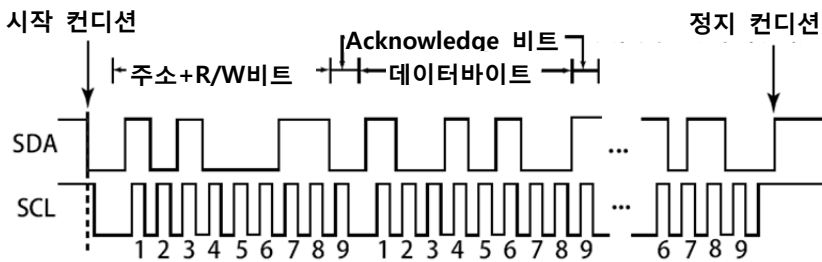 시작 컨디션
정지 컨디션
Acknowledge 비트
주소+R/W비트
데이터바이트
SDA
...
SCL
...
1 2 3 4 5 6 7 8 9 1 2 3 4 5 6 7 8 9 6 7 8 9